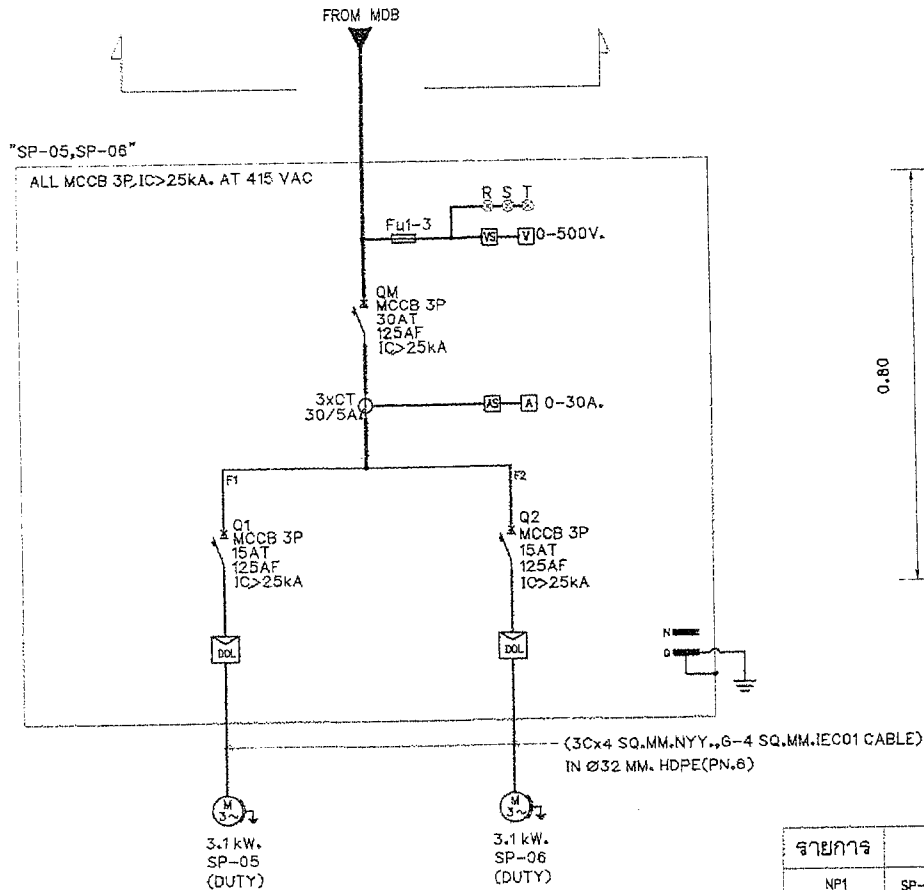 FROM MDB
"SP-05,SP-06"
ALL MCCB 3P,IC>25kA. AT 415 VAC
R S T
Fu1-3
VS V 0-500V.
QM
MCCB 3P
30AT
125AF
IC>25kA
3xCT
30/5A
AS A 0-30A.
0.80
F1
F2
Q1
MCCB 3P
15AT
125AF
IC>25kA
Q2
MCCB 3P
15AT
125AF
IC>25kA
DOL
DOL
N
G
(3Cx4 SQ.MM.NYY.,G-4 SQ.MM.IEC01 CABLE)
IN Ø32 MM. HDPE(PN.6)
M
3~
M
3~
3.1 kW.
SP-05
(DUTY)
3.1 kW.
SP-06
(DUTY)
รายการ
NP1
SP-